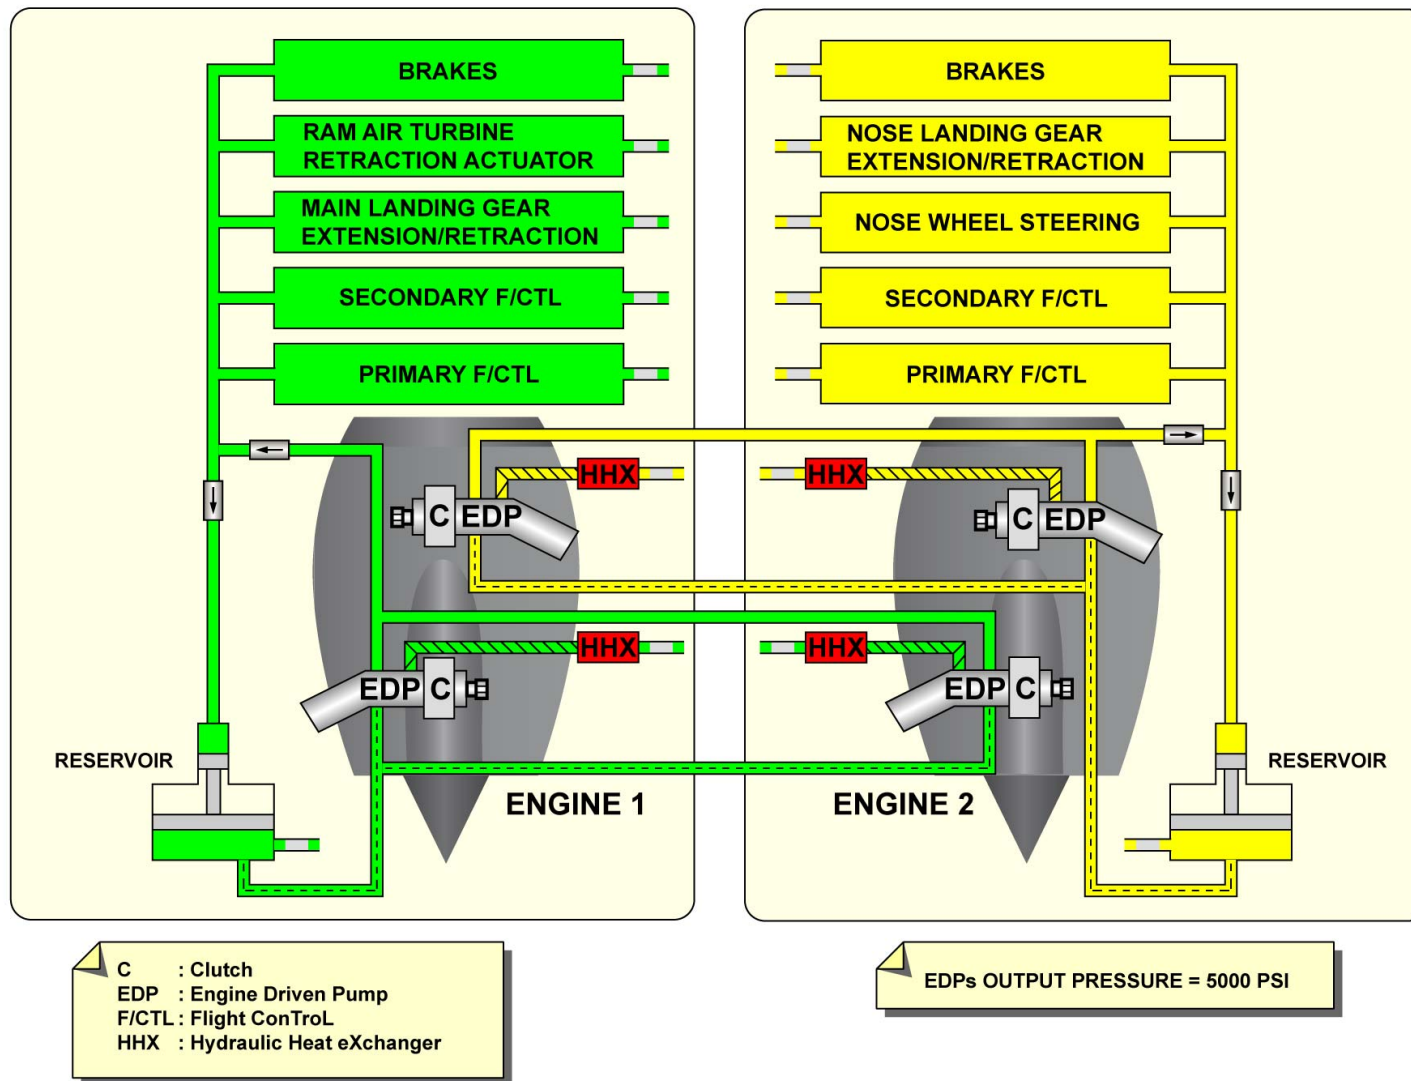 BRAKES
RAM AIR TURBINE
RETRACTION ACTUATOR
MAIN LANDING GEAR
EXTENSION/RETRACTION
SECONDARY F/CTL
PRIMARY F/CTL
BRAKES
NOSE LANDING GEAR
EXTENSION/RETRACTION
NOSE WHEEL STEERING
SECONDARY F/CTL
PRIMARY F/CTL
HHX
HHX
C EDP
C EDP
HHX
HHX
EDP C
EDP C
RESERVOIR
RESERVOIR
ENGINE 1
ENGINE 2
C : Clutch
EDP : Engine Driven Pump
F/CTL : Flight ConTroL
HHX : Hydraulic Heat eXchanger
EDPs OUTPUT PRESSURE = 5000 PSI